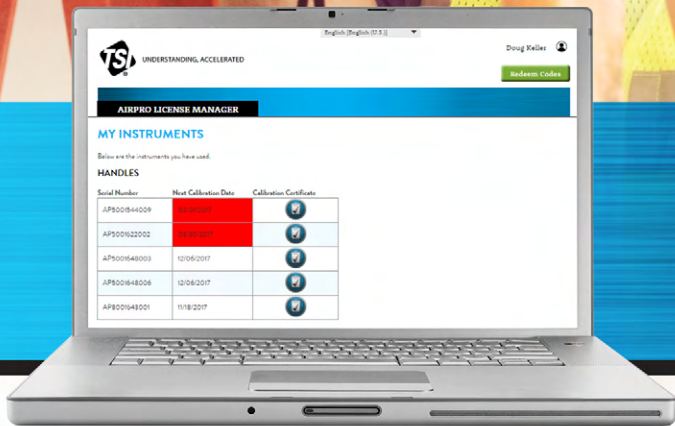 English [English (U.S.)]
TSI UNDERSTANDING, ACCELERATED
Doug Keller
Redeem Codes
AIRPRO LICENSE MANAGER
MY INSTRUMENTS
Below are the instruments you have used.
HANDLES
Serial Number Next Calibration Date Calibration Certificate
AP5001544009
AP5001622002
AP5001648003 12/06/2017
AP5001648006 12/06/2017
AP8001643001 11/18/2017